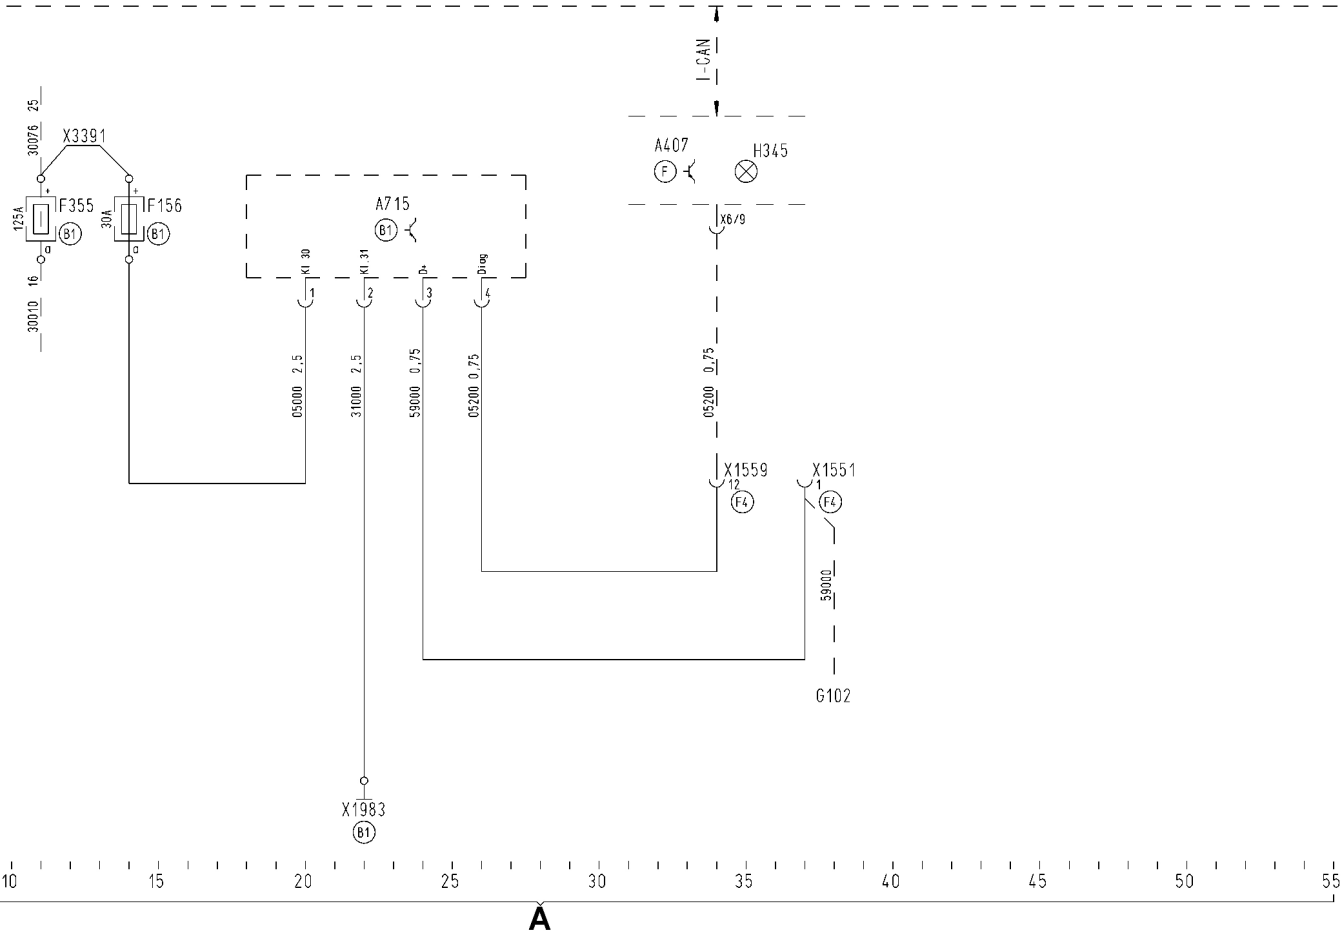 I-CAN
25
30076
X3391
A407
F
H345
125A
+
F355
B1
a
30A
+
F156
B1
a
A715
B1
X6/9
Kl.30
Kl.31
D+
Diag
1
2
3
4
16
30010
05000 2,5
31000 2,5
59000 0,75
05200 0,75
05200 0,75
X1559
12
F4
X1551
1
F4
59000
G102
X1983
B1
10 15 20 25 30 35 40 45 50 55
A